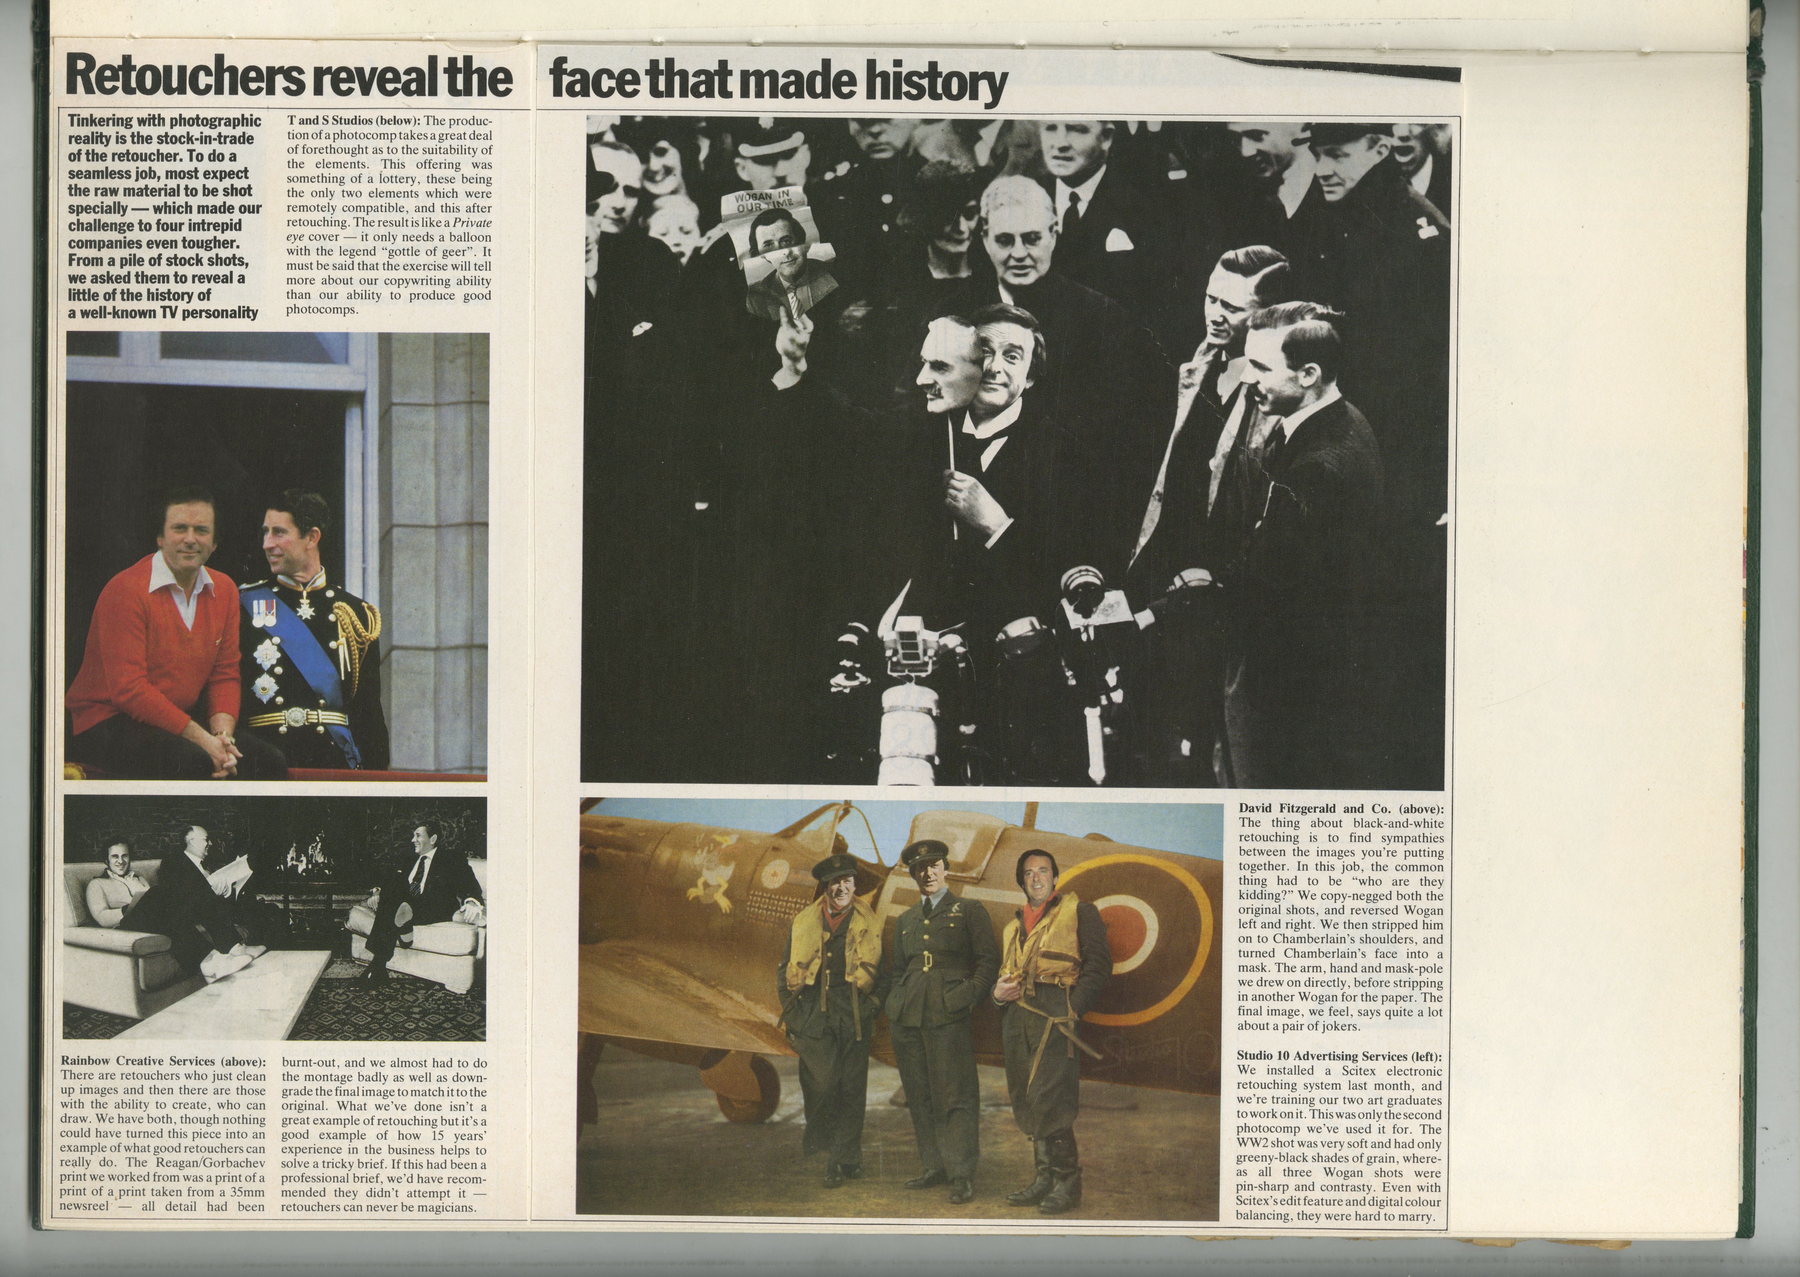 Retouchers reveal the face that made history
Tinkering with photographic
reality is the stock-in-trade
of the retoucher. To do a
seamless job, most expect
the raw material to be shot
specially — which made our
challenge to four intrepid
companies even tougher.
From a pile of stock shots,
we asked them to reveal a
little of the history of
a well-known TV personality
T and S Studios (below): The produc-
tion of a photocomp takes a great deal
of forethought as to the suitability of
the elements. This offering was
something of a lottery, these being
the only two elements which were
remotely compatible, and this after
retouching. The result is like a Private
eye cover — it only needs a balloon
with the legend “gottle of geer”. It
must be said that the exercise will tell
more about our copywriting ability
than our ability to produce good
photocomps.
WOGAN IN
OUR TIME
Rainbow Creative Services (above):
There are retouchers who just clean
up images and then there are those
with the ability to create, who can
draw. We have both, though nothing
could have turned this piece into an
example of what good retouchers can
really do. The Reagan/Gorbachev
print we worked from was a print of a
print of a print taken from a 35mm
newsreel — all detail had been
burnt-out, and we almost had to do
the montage badly as well as down-
grade the final image to match it to the
original. What we’ve done isn’t a
great example of retouching but it’s a
good example of how 15 years’
experience in the business helps to
solve a tricky brief. If this had been a
professional brief, we’d have recom-
mended they didn’t attempt it —
retouchers can never be magicians.
David Fitzgerald and Co. (above):
The thing about black-and-white
retouching is to find sympathies
between the images you’re putting
together. In this job, the common
thing had to be “who are they
kidding?” We copy-negged both the
original shots, and reversed Wogan
left and right. We then stripped him
on to Chamberlain’s shoulders, and
turned Chamberlain’s face into a
mask. The arm, hand and mask-pole
we drew on directly, before stripping
in another Wogan for the paper. The
final image, we feel, says quite a lot
about a pair of jokers.
Studio 10 Advertising Services (left):
We installed a Scitex electronic
retouching system last month, and
we’re training our two art graduates
to work on it. This was only the second
photocomp we’ve used it for. The
WW2 shot was very soft and had only
greeny-black shades of grain, where-
as all three Wogan shots were
pin-sharp and contrasty. Even with
Scitex’s edit feature and digital colour
balancing, they were hard to marry.